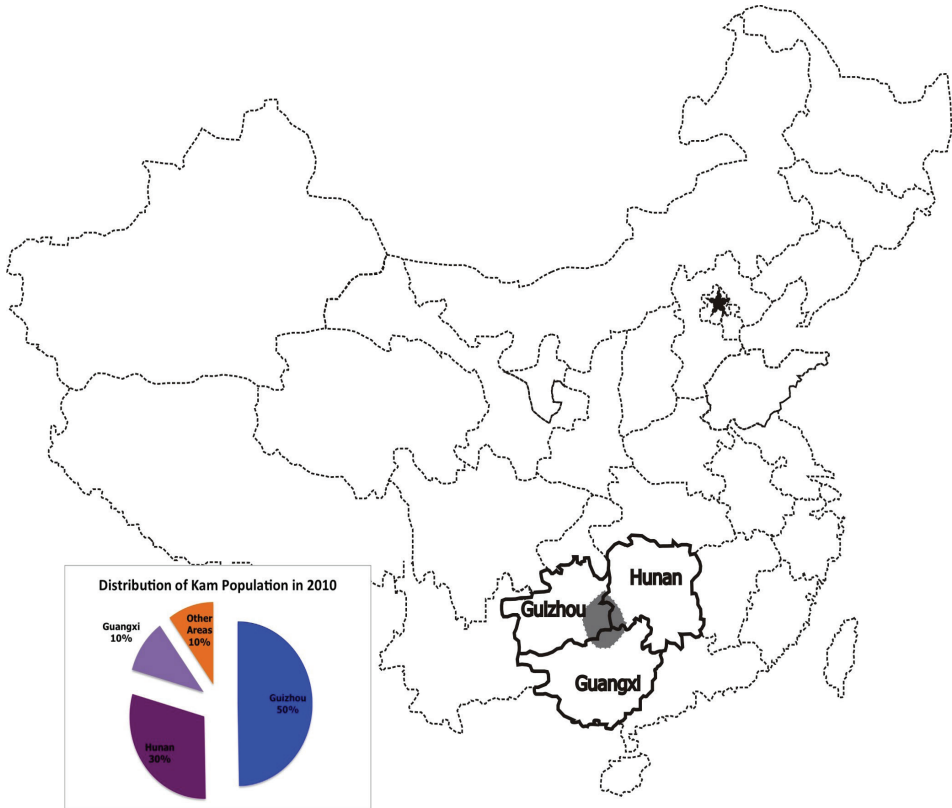 Hunan
Guizhou
Guangxi
Distribution of Kam Population in 2010
Other
Areas
10%
Guangxi
10%
Guizhou
50%
Hunan
30%